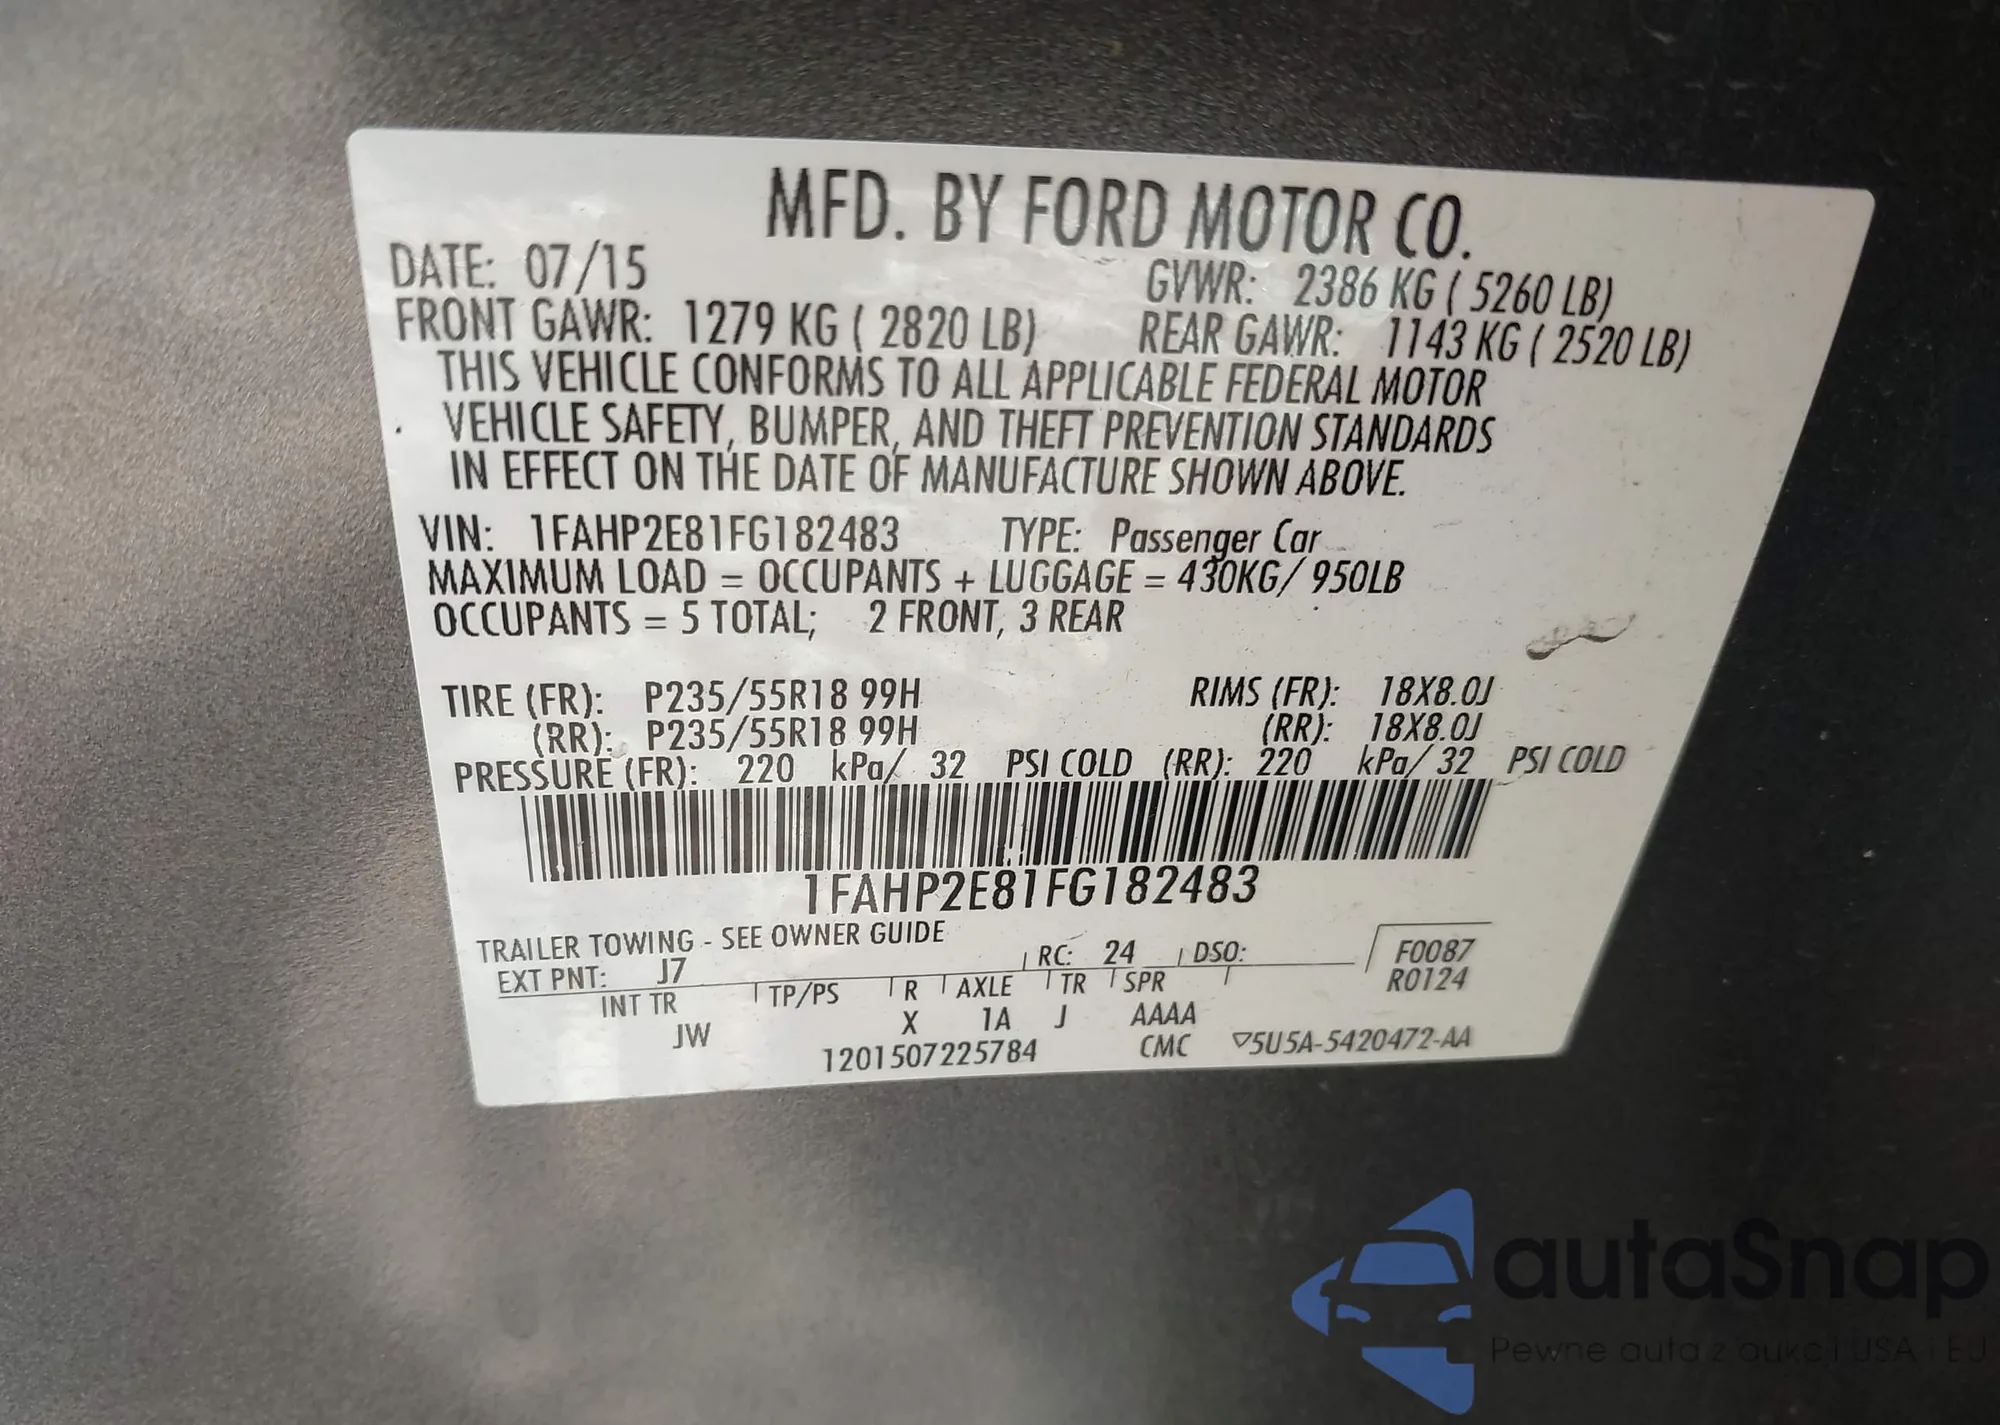 MFD. BY FORD MOTOR CO.
DATE: 07/15 GVWR: 2386 KG ( 5260 LB)
FRONT GAWR: 1279 KG ( 2820 LB) REAR GAWR: 1143 KG ( 2520 LB)
THIS VEHICLE CONFORMS TO ALL APPLICABLE FEDERAL MOTOR
VEHICLE SAFETY, BUMPER, AND THEFT PREVENTION STANDARDS
IN EFFECT ON THE DATE OF MANUFACTURE SHOWN ABOVE.
VIN: 1FAHP2E81FG182483 TYPE: Passenger Car
MAXIMUM LOAD = OCCUPANTS + LUGGAGE = 430KG/ 950LB
OCCUPANTS = 5 TOTAL; 2 FRONT, 3 REAR
TIRE (FR): P235/55R18 99H RIMS (FR): 18X8.0J
(RR): P235/55R18 99H (RR): 18X8.0J
PRESSURE (FR): 220 kPa/ 32 PSI COLD (RR): 220 kPa/ 32 PSI COLD
1FAHP2E81FG182483
TRAILER TOWING - SEE OWNER GUIDE
EXT PNT: J7 RC: 24 DSO: F0087
R0124
INT TR TP/PS R AXLE TR SPR
JW X 1A J AAAA
1201507225784 CMC ▽5U5A-5420472-AA
autaSnap
Pewne auta z aukcji USA i EU